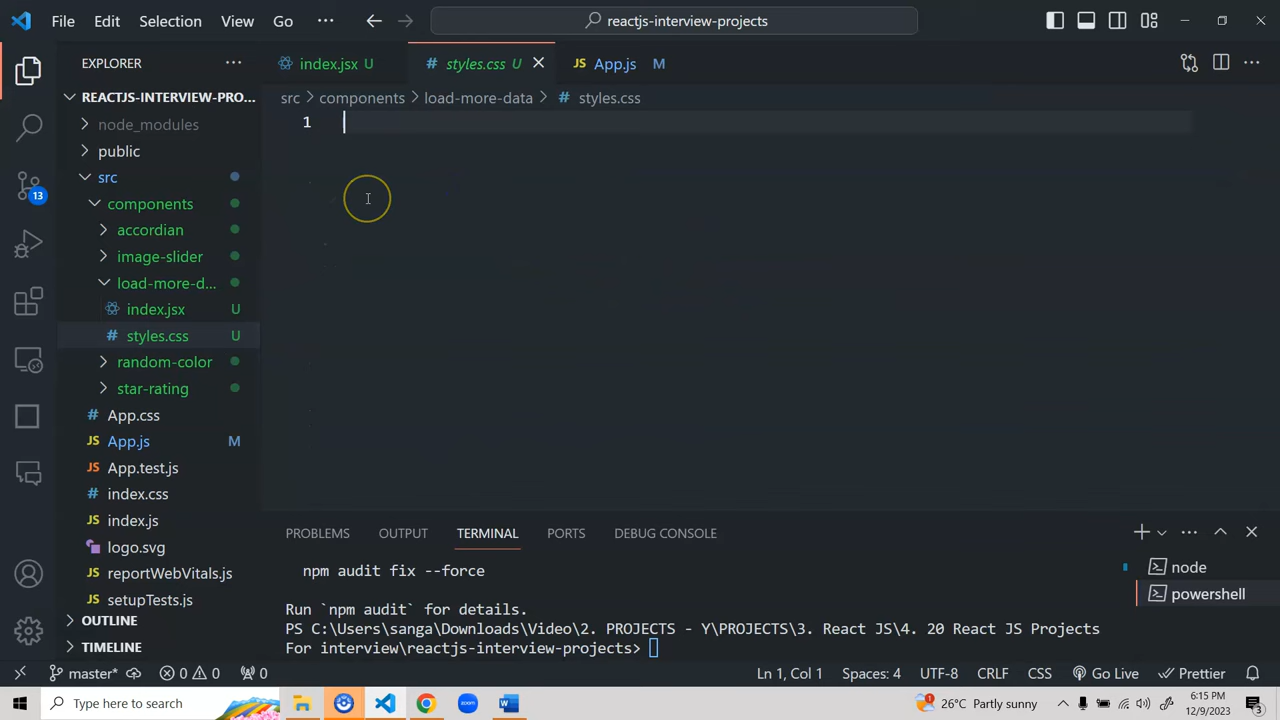 File Edit Selection View Go ··· reactjs-interview-projects
EXPLORER ···
index.jsx U styles.css U App.js M
REACTJS-INTERVIEW-PRO...
src > components > load-more-data > # styles.css
node_modules
1
public
src
components
accordian
image-slider
load-more-d...
index.jsx U
# styles.css U
random-color
star-rating
# App.css
JS App.js M
JS App.test.js
# index.css
JS index.js
logo.svg
JS reportWebVitals.js
JS setupTests.js
OUTLINE
TIMELINE
13
PROBLEMS OUTPUT TERMINAL PORTS DEBUG CONSOLE
npm audit fix --force
Run `npm audit` for details.
PS C:\Users\sanga\Downloads\Video\2. PROJECTS - Y\PROJECTS\3. React JS\4. 20 React JS Projects
For interview\reactjs-interview-projects>
node
powershell
master* 0 0 0 Ln 1, Col 1 Spaces: 4 UTF-8 CRLF CSS Go Live Prettier
Type here to search 26°C Partly sunny 6:15 PM
12/9/2023 3